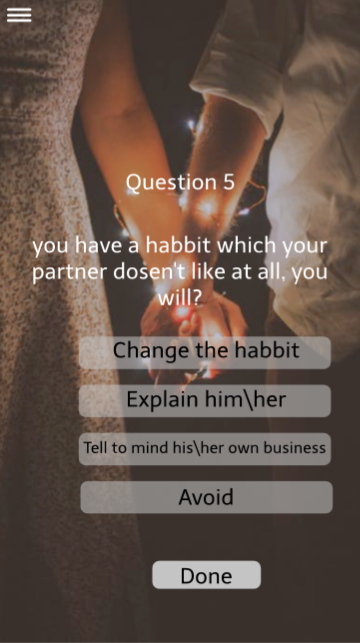 Question 5
you have a habbit which your
partner dosen't like at all, you
will?
Change the habbit
Explain him\her
Tell to mind his\her own business
Avoid
Done